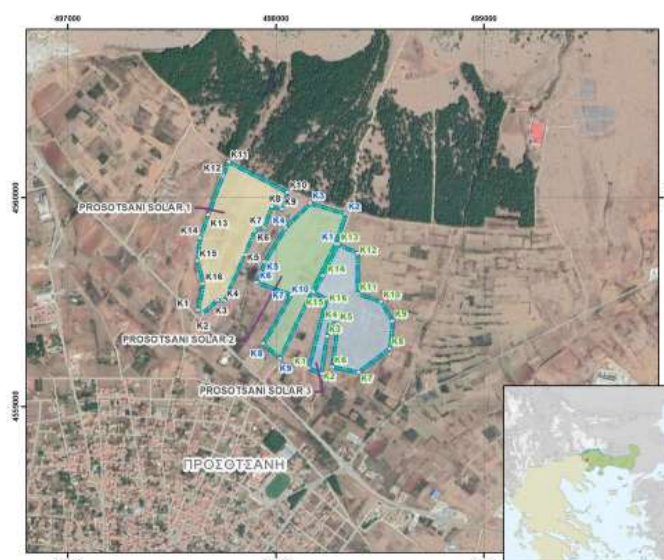 497000
498000
499000
K11
K12
K10
K8
K9
K3
K2
PROSOTSANI SOLAR 1
4560000
K13
K7
K4
K14
K6
K1
K13
K12
K15
K5
K5
K14
K16
K6
K11
K4
K7
K10
K15
K16
K10
K1
K3
K2
K4
K5
K9
K3
PROSOTSANI SOLAR 2
K8
K8
K1
K9
K6
K2
K7
PROSOTSANI SOLAR 3
4559000
ΠΡΟΣΟΤΣΑΝΗ